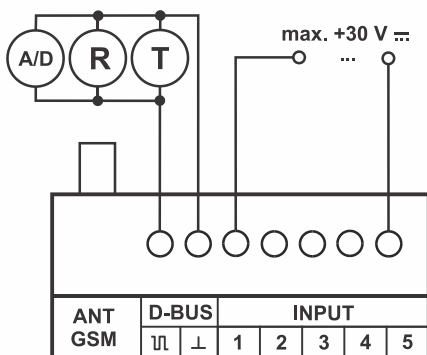 max. +30 V ⎓
A/D R T
...
ANT GSM
D-BUS INPUT
⊥ 1 2 3 4 5